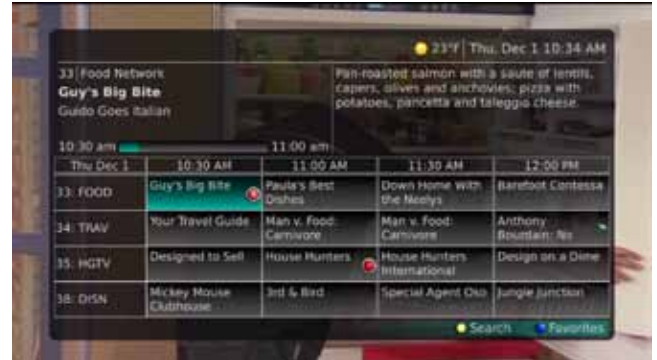 23°F Thu. Dec 1 10:34 AM
33 Food Network
Guy's Big Bite
Guido Goes Italian
Pan-roasted salmon with a saute of lentils,
capers, olives and anchovies; pizza with
potatoes, pancetta and taleggio cheese.
10:30 am 11:00 am
Thu Dec 1 10:30 AM 11:00 AM 11:30 AM 12:00 PM
33: FOOD Guy's Big Bite Paula's Best Down Home With Barefoot Contessa
Dishes the Neelys
34: TRAV Your Travel Guide Man v. Food: Man v. Food: Anthony
Carnivore Carnivore Bourdain: No
35: HGTV Designed to Sell House Hunters House Hunters Design on a Dime
International
38: DISN Mickey Mouse 3rd & Bird Special Agent Oso Jungle Junction
Clubhouse
Search Favorites